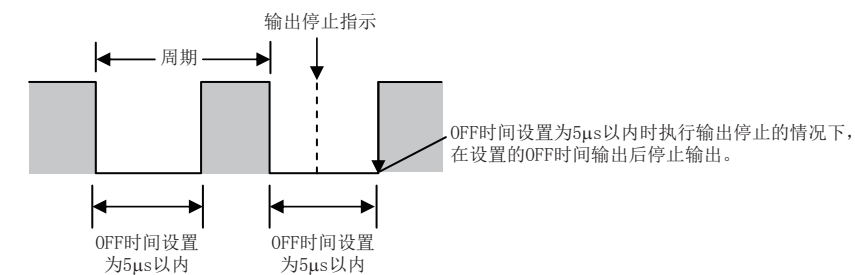 输出停止指示
周期
OFF时间设置为5μs以内时执行输出停止的情况下，
在设置的OFF时间输出后停止输出。
OFF时间设置
为5μs以内
OFF时间设置
为5μs以内